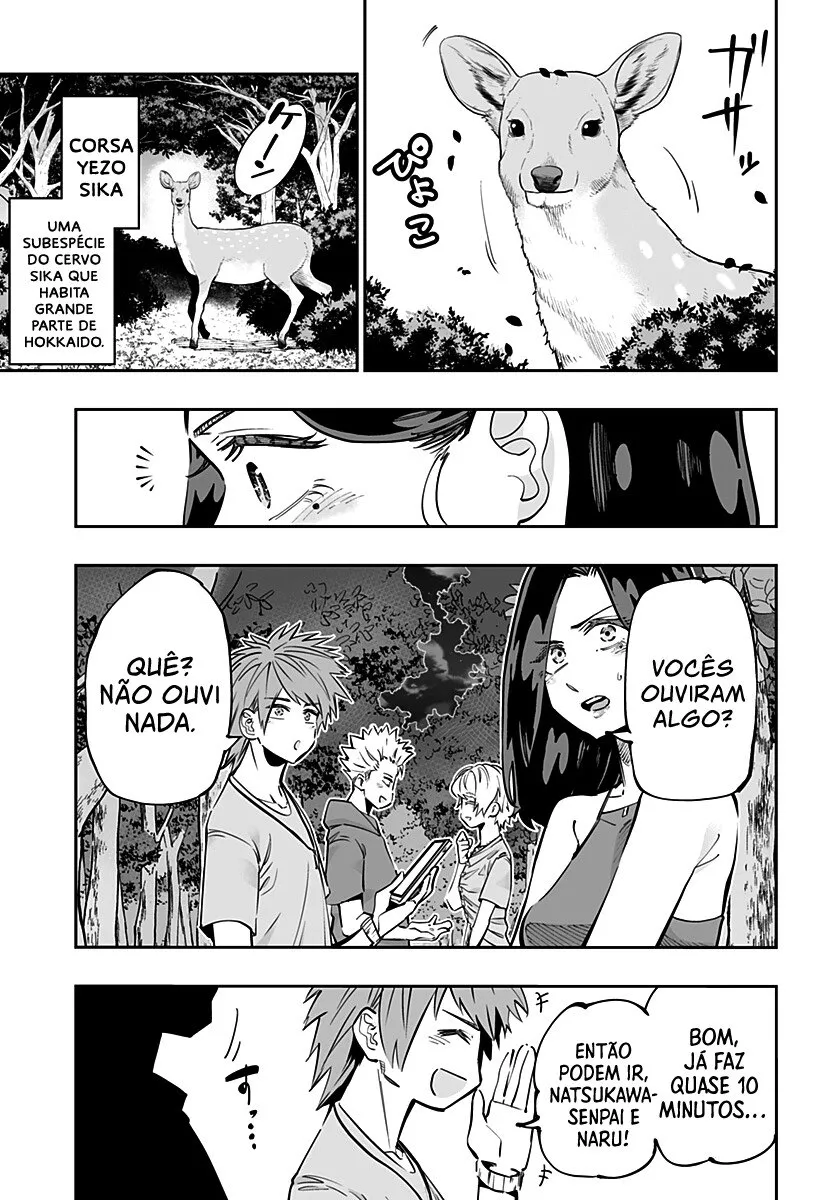 ガサ
ぴょこ
ケーン
CORSA
YEZO
SIKA
UMA
SUBESPÉCIE
DO CERVO
SIKA QUE
HABITA
GRANDE
PARTE DE
HOKKAIDO.
VOCÊS
OUVIRAM
ALGO?
QUÊ?
NÃO OUVI
NADA.
BOM,
JÁ FAZ
QUASE 10
MINUTOS...
ENTÃO
PODEM IR,
NATSUKAWA-
SENPAI E
NARU!
す…